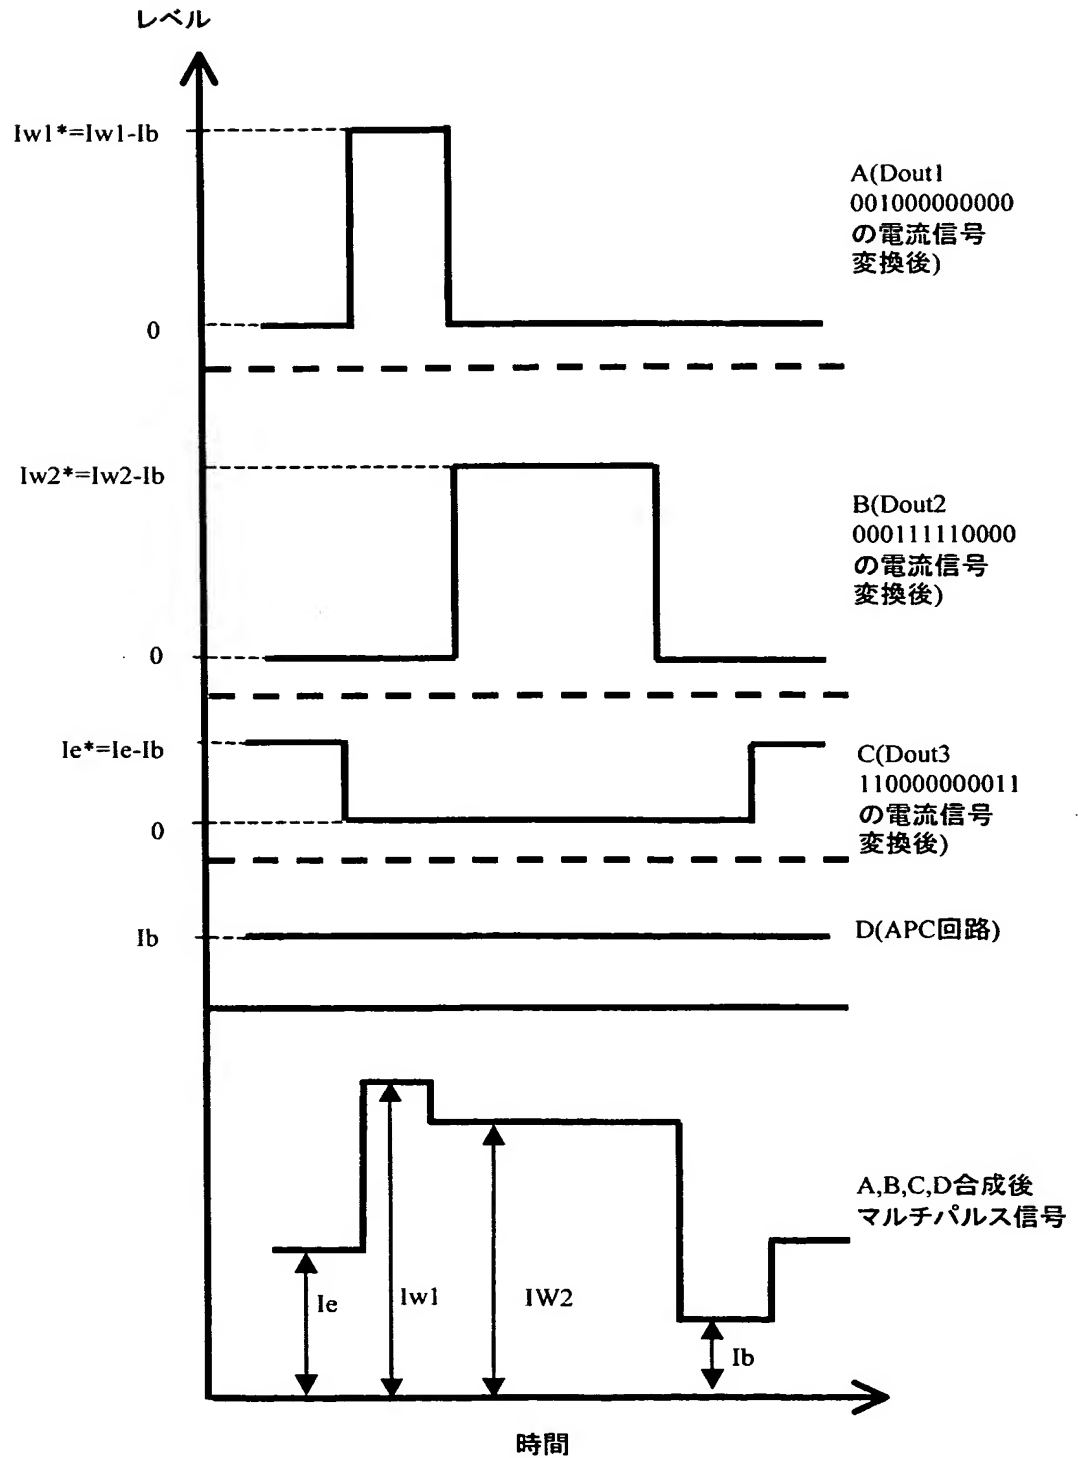 レベル
Iw1*=Iw1-Ib
A(Dout1
001000000000
の電流信号
変換後)
0
Iw2*=Iw2-Ib
B(Dout2
000111110000
の電流信号
変換後)
0
Ie*=Ie-Ib
C(Dout3
110000000011
の電流信号
変換後)
0
Ib
D(APC回路)
A,B,C,D合成後
マルチパルス信号
Ie
Iw1
IW2
Ib
時間